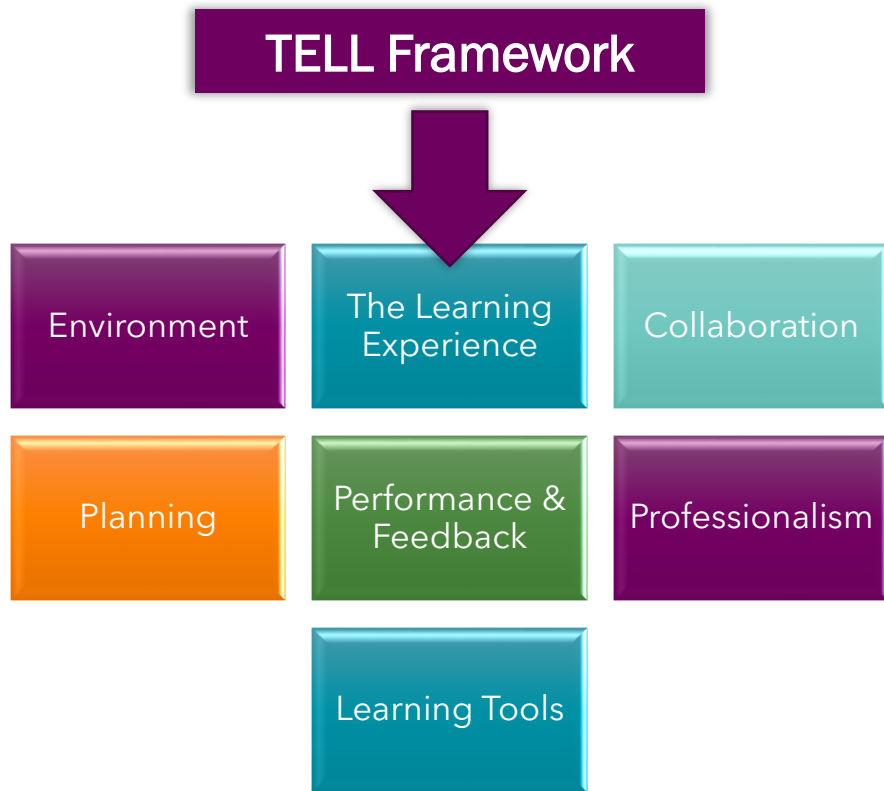 TELL Framework
Environment
The Learning
Experience
Collaboration
Planning
Performance &
Feedback
Professionalism
Learning Tools